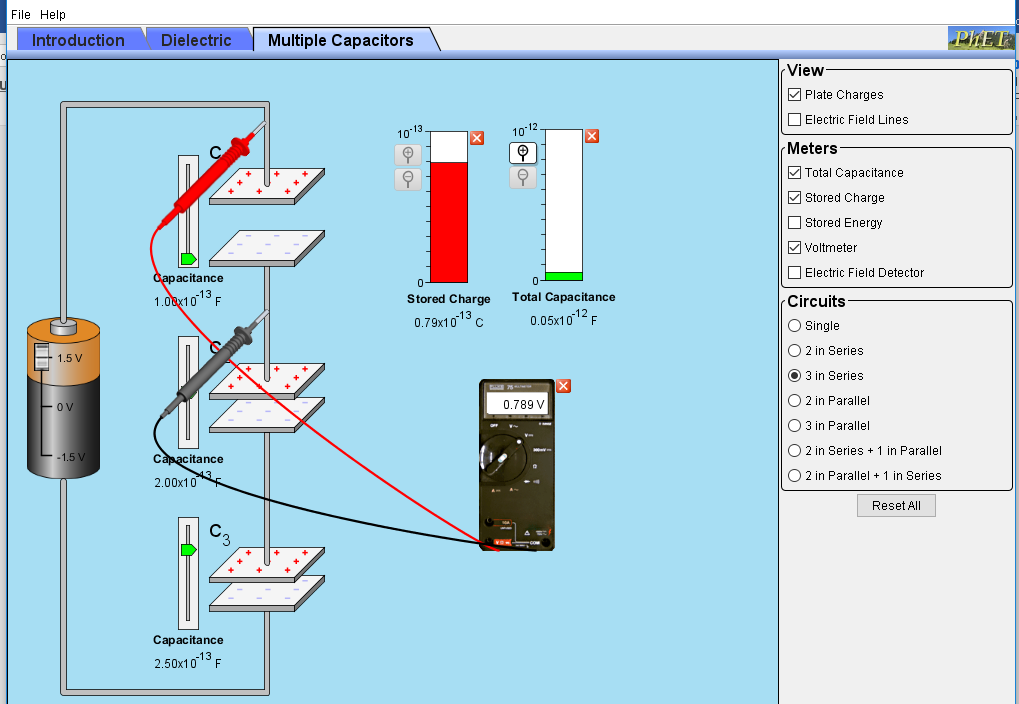 File Help
Introduction Dielectric Multiple Capacitors PhET
View
Plate Charges
Electric Field Lines
Meters
Total Capacitance
Stored Charge
Stored Energy
Voltmeter
Electric Field Detector
Circuits
Single
2 in Series
3 in Series
2 in Parallel
3 in Parallel
2 in Series + 1 in Parallel
2 in Parallel + 1 in Series
Reset All
C
Capacitance
1.00x10-13 F
C
Capacitance
2.00x10-13 F
C3
Capacitance
2.50x10-13 F
1.5 V
0 V
-1.5 V
10-13
0
Stored Charge
0.79x10-13 C
10-12
0
Total Capacitance
0.05x10-12 F
0.789 V
OFF
COM